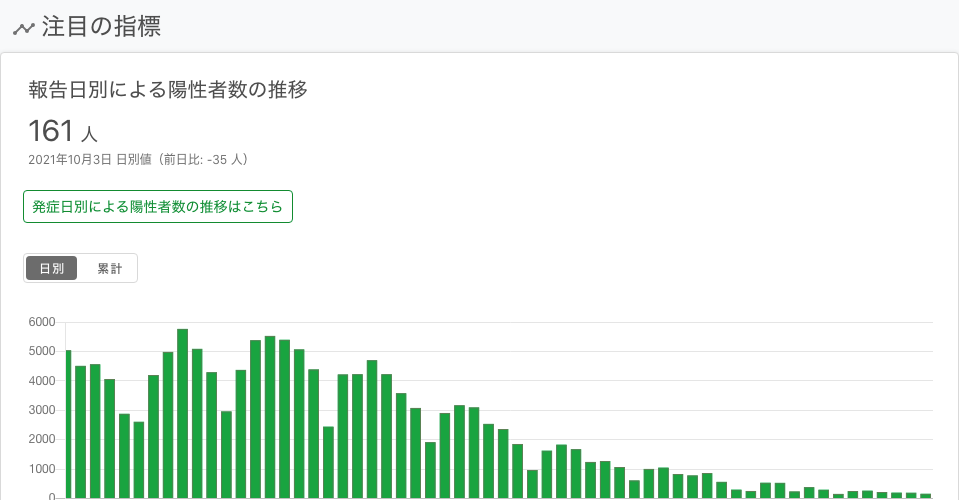 注目の指標
報告日別による陽性者数の推移
161 人
2021年10月3日 日別値（前日比: -35 人）
発症日別による陽性者数の推移はこちら
日別 累計
6000
5000
4000
3000
2000
1000
0